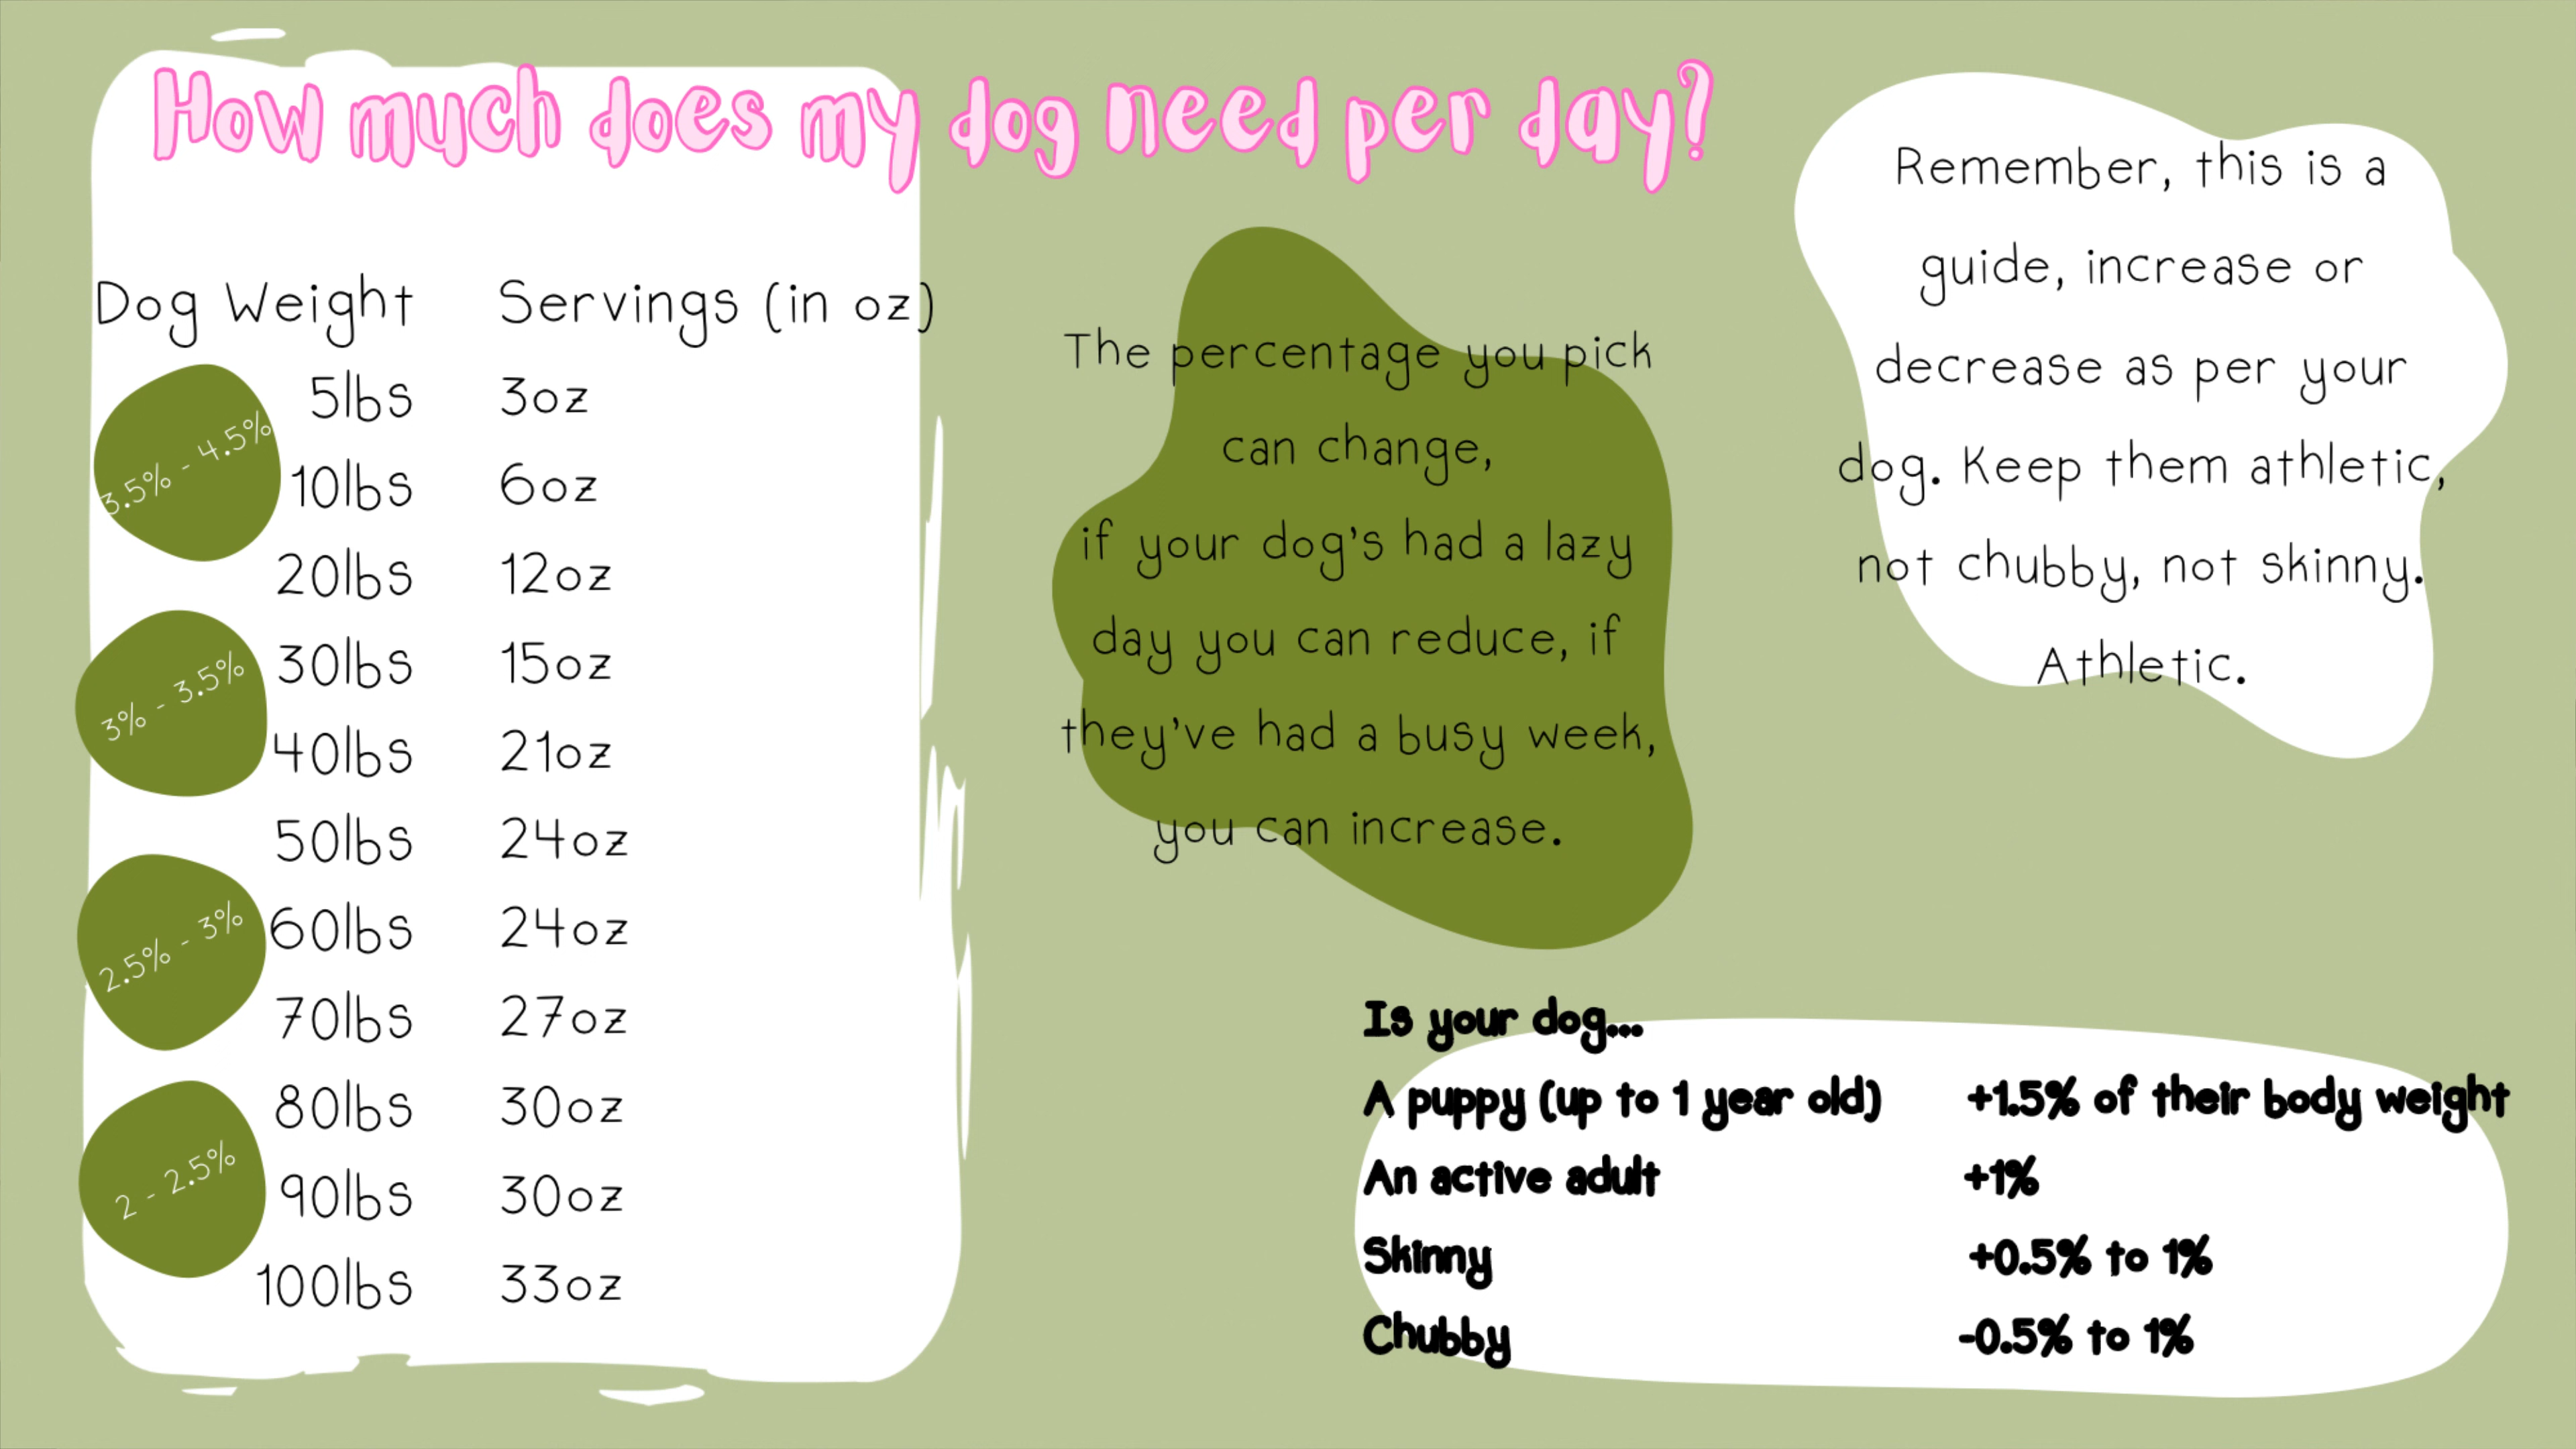 How much does my dog need per day?
Dog Weight Servings (in oz)
3.5% - 4.5%
5lbs 3oz
10lbs 6oz
20lbs 12oz
3% - 3.5%
30lbs 15oz
40lbs 21oz
50lbs 24oz
2.5% - 3%
60lbs 24oz
70lbs 27oz
2 - 2.5%
80lbs 30oz
90lbs 30oz
100lbs 33oz
The percentage you pick
can change,
if your dog's had a lazy
day you can reduce, if
they've had a busy week,
you can increase.
Remember, this is a
guide, increase or
decrease as per your
dog. Keep them athletic,
not chubby, not skinny.
Athletic.
Is your dog...
A puppy (up to 1 year old) +1.5% of their body weight
An active adult +1%
Skinny +0.5% to 1%
Chubby -0.5% to 1%